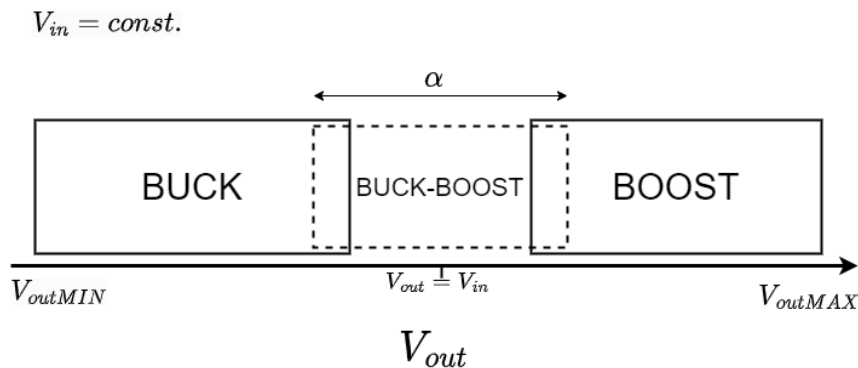 V_in = const.
α
BUCK
BUCK-BOOST
BOOST
V_outMIN
V_out = V_in
V_outMAX
V_out